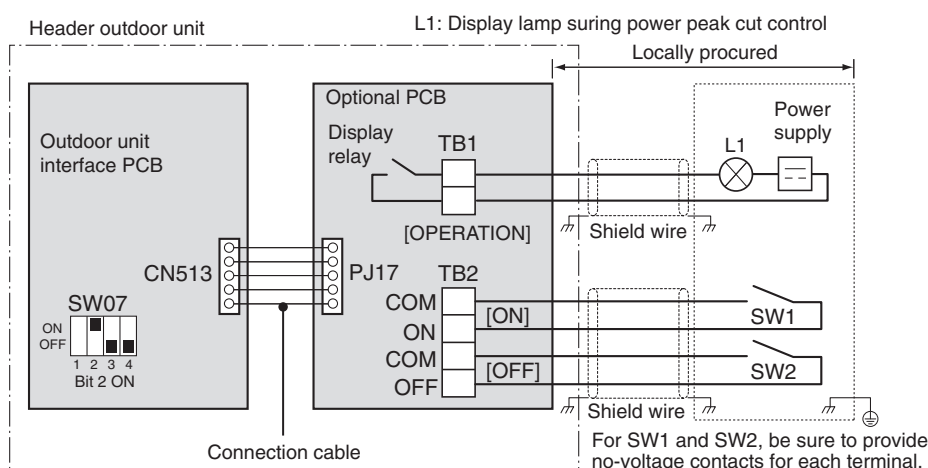 Header outdoor unit
L1: Display lamp suring power peak cut control
Locally procured
Outdoor unit
interface PCB
Optional PCB
Display
relay
TB1
Power
supply
L1
[OPERATION]
Shield wire
CN513
PJ17
TB2
SW07
ON
OFF
1 2 3 4
Bit 2 ON
COM
[ON]
ON
COM
[OFF]
OFF
SW1
SW2
Shield wire
Connection cable
For SW1 and SW2, be sure to provide
no-voltage contacts for each terminal.